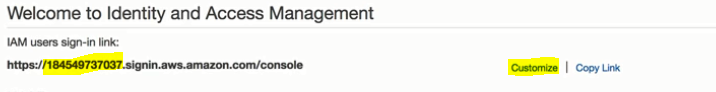 Welcome to Identity and Access Management
IAM users sign-in link:
https://184549737037.signin.aws.amazon.com/console Customize | Copy Link